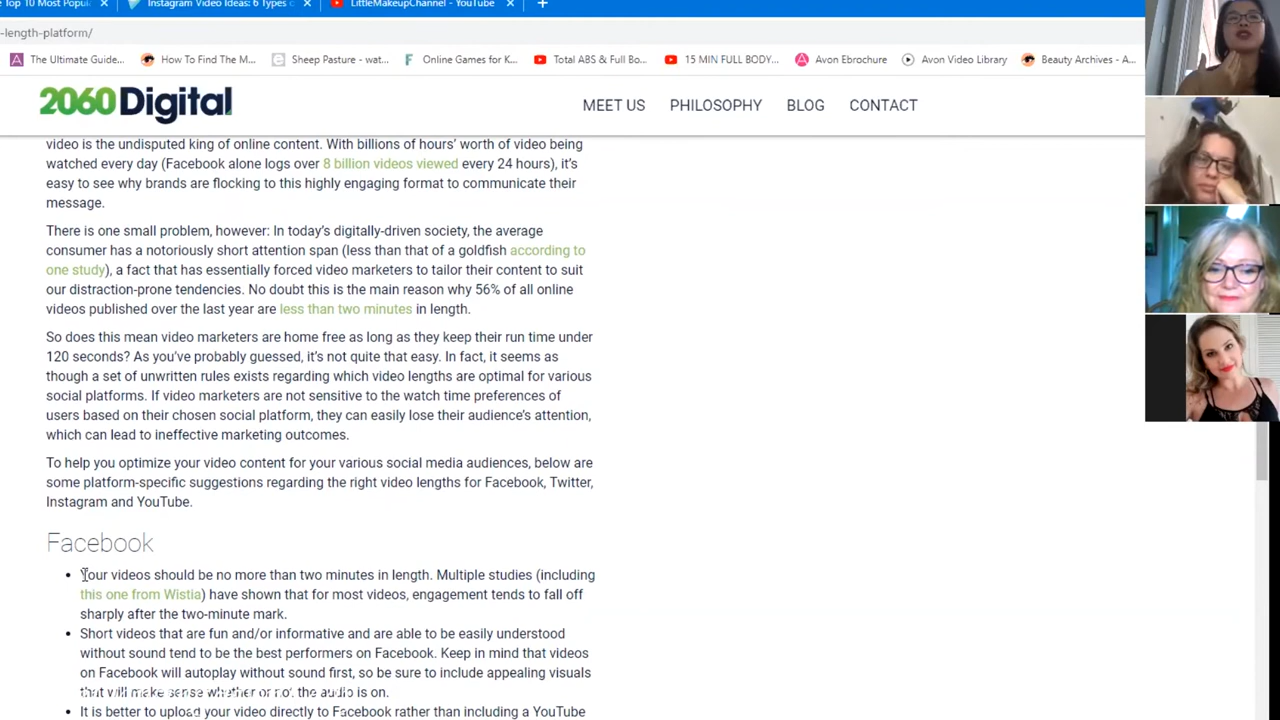 Top 10 Most Popul
Instagram Video Ideas: 6 Types
LittleMakeupChannel - YouTube
-length-platform/
The Ultimate Guide...
How To Find The M...
Sheep Pasture - wat...
Online Games for K...
Total ABS & Full Bo...
15 MIN FULL BODY...
Avon Ebrochure
Avon Video Library
Beauty Archives - A...
2060 Digital
MEET US
PHILOSOPHY
BLOG
CONTACT
video is the undisputed king of online content. With billions of hours’ worth of video being
watched every day (Facebook alone logs over 8 billion videos viewed every 24 hours), it’s
easy to see why brands are flocking to this highly engaging format to communicate their
message.
There is one small problem, however: In today’s digitally-driven society, the average
consumer has a notoriously short attention span (less than that of a goldfish according to
one study), a fact that has essentially forced video marketers to tailor their content to suit
our distraction-prone tendencies. No doubt this is the main reason why 56% of all online
videos published over the last year are less than two minutes in length.
So does this mean video marketers are home free as long as they keep their run time under
120 seconds? As you’ve probably guessed, it’s not quite that easy. In fact, it seems as
though a set of unwritten rules exists regarding which video lengths are optimal for various
social platforms. If video marketers are not sensitive to the watch time preferences of
users based on their chosen social platform, they can easily lose their audience’s attention,
which can lead to ineffective marketing outcomes.
To help you optimize your video content for your various social media audiences, below are
some platform-specific suggestions regarding the right video lengths for Facebook, Twitter,
Instagram and YouTube.
Facebook
Your videos should be no more than two minutes in length. Multiple studies (including
this one from Wistia) have shown that for most videos, engagement tends to fall off
sharply after the two-minute mark.
Short videos that are fun and/or informative and are able to be easily understood
without sound tend to be the best performers on Facebook. Keep in mind that videos
on Facebook will autoplay without sound first, so be sure to include appealing visuals
that will make sense whether or not the audio is on.
It is better to upload your video directly to Facebook rather than including a YouTube